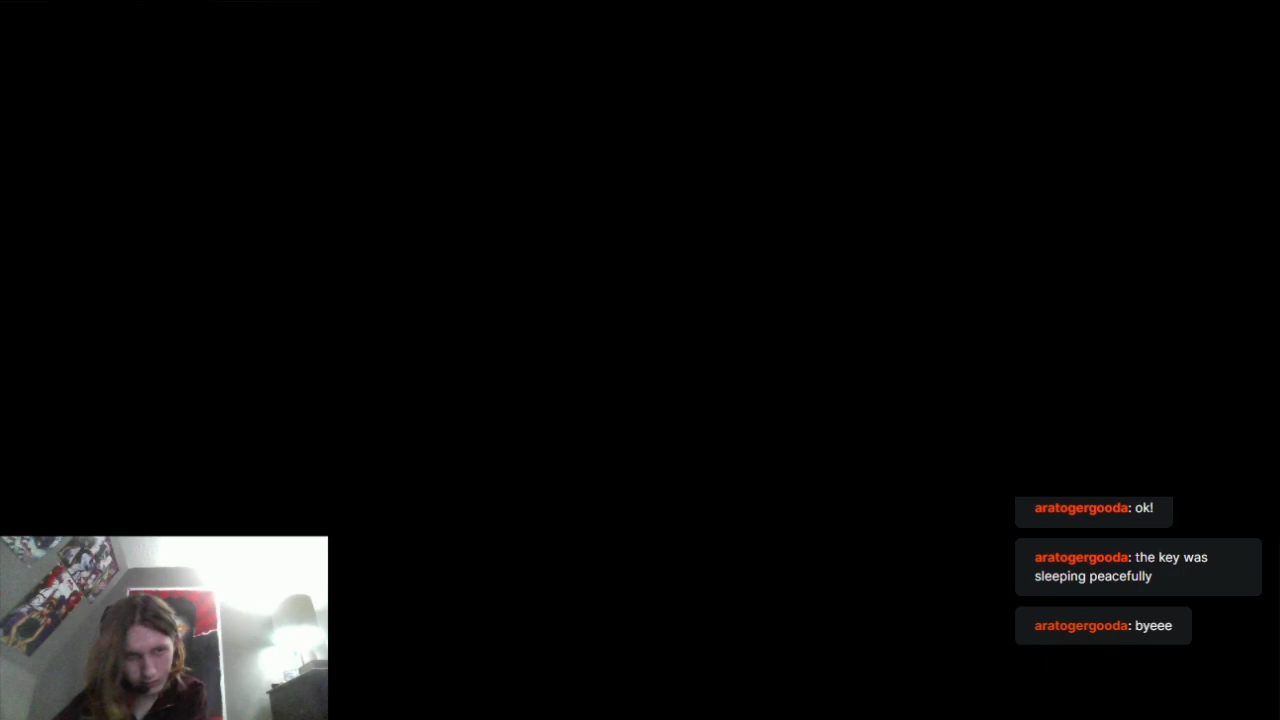 aratogergooda: ok!
aratogergooda: the key was
sleeping peacefully
aratogergooda: byeee